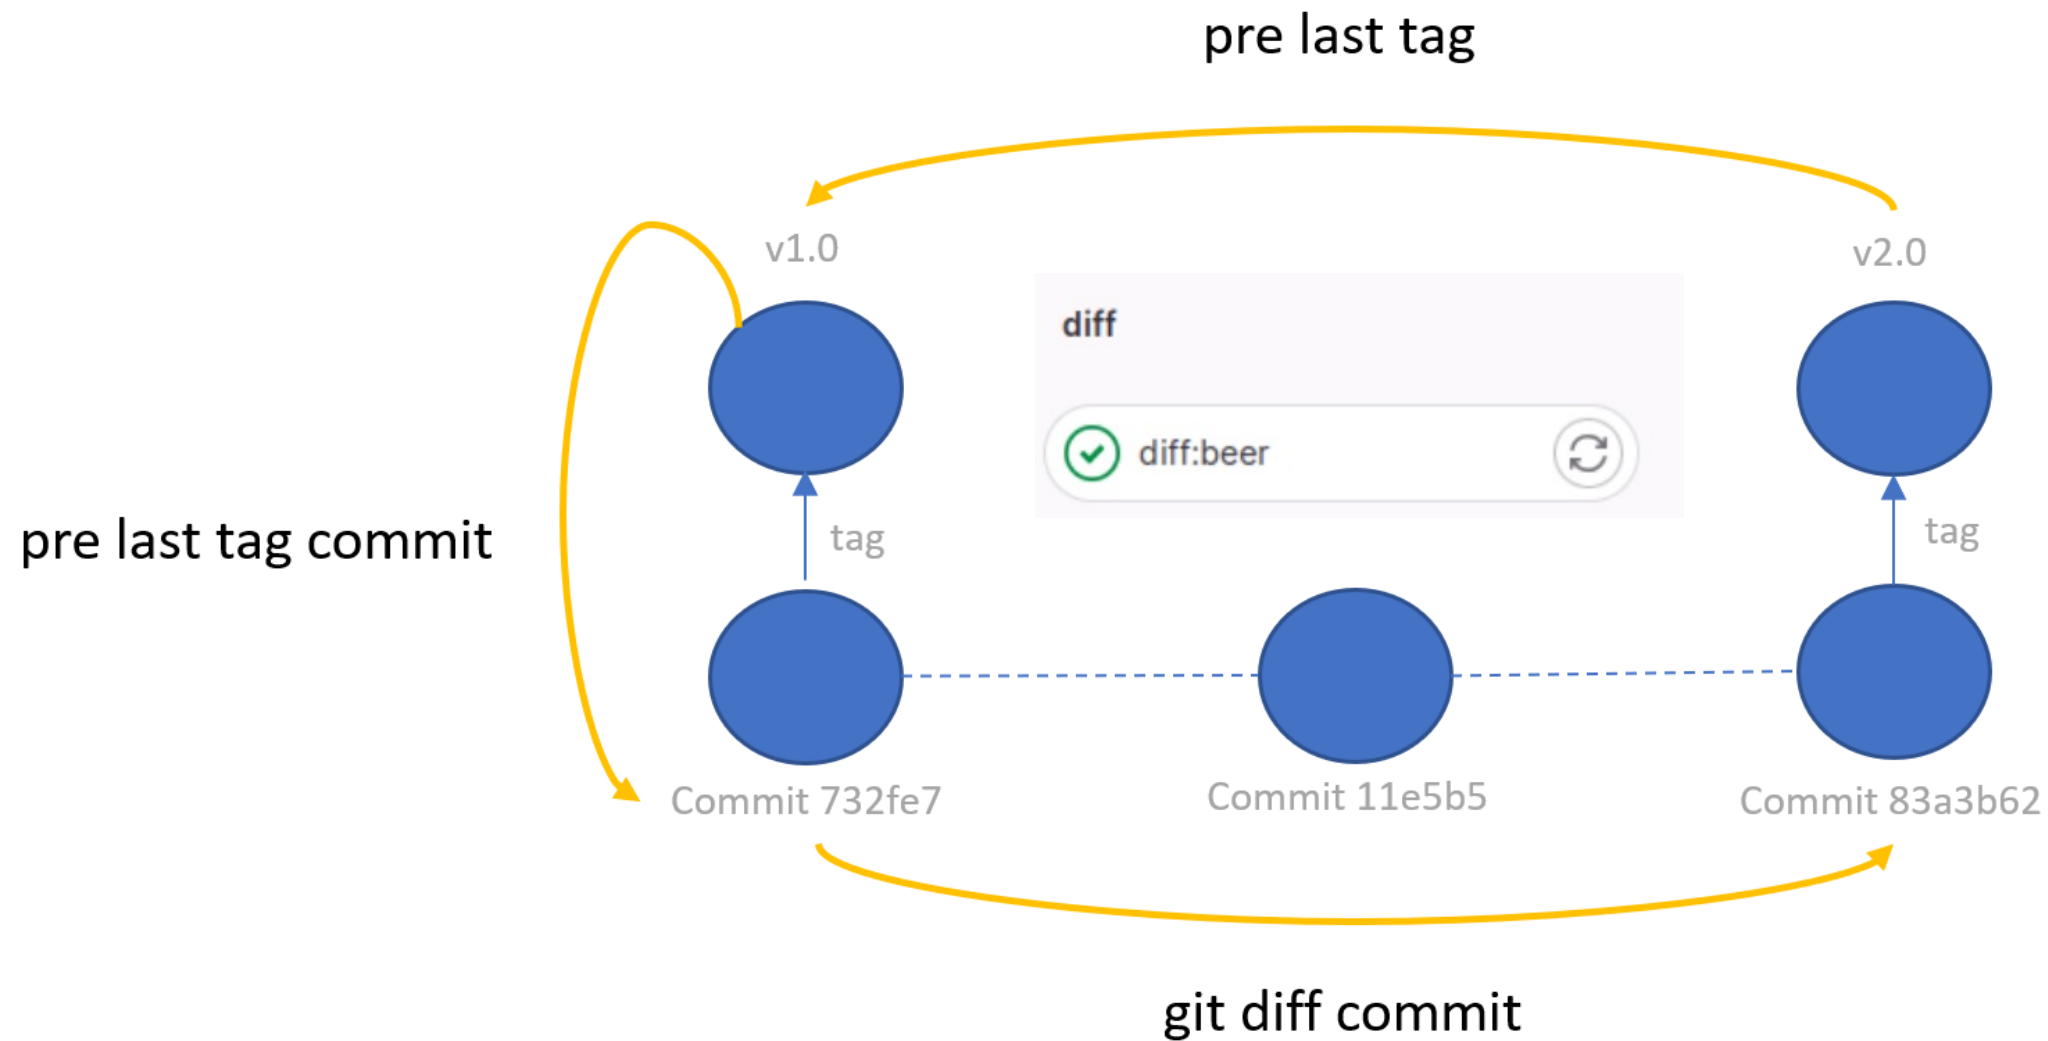 pre last tag
v1.0
v2.0
diff
diff:beer
pre last tag commit
tag
tag
Commit 732fe7
Commit 11e5b5
Commit 83a3b62
git diff commit